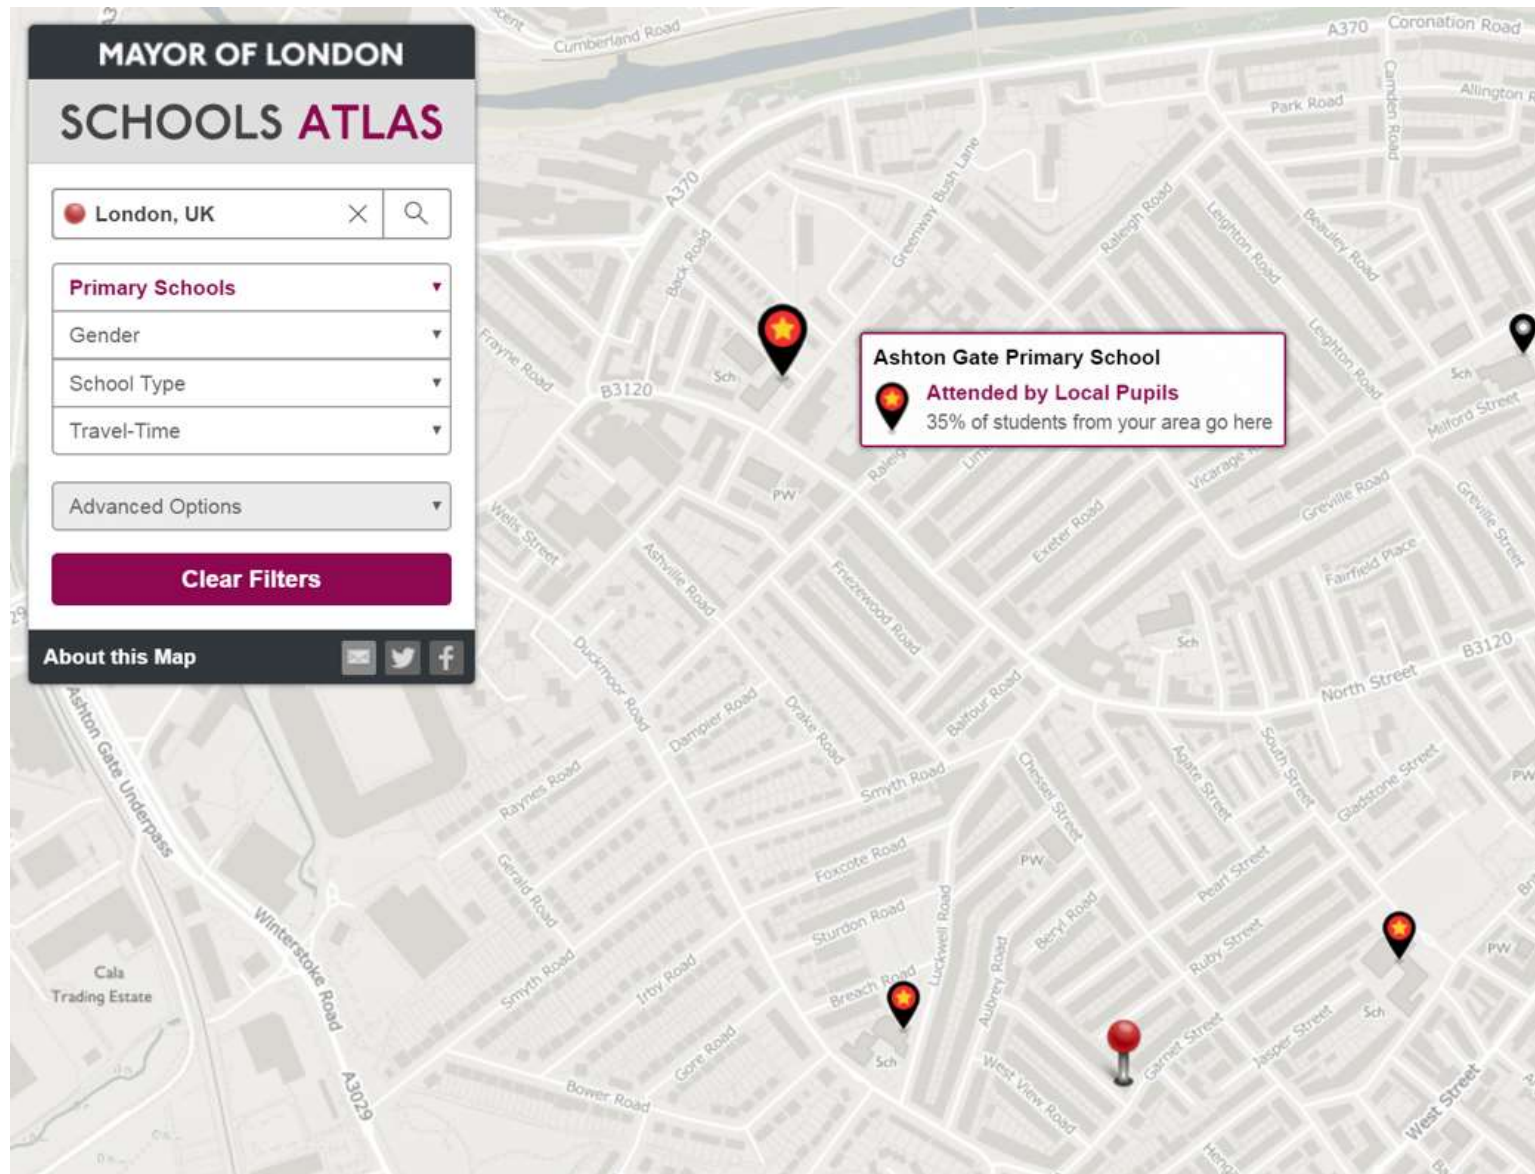 MAYOR OF LONDON
SCHOOLS ATLAS
London, UK
Primary Schools
Gender
School Type
Travel-Time
Advanced Options
Clear Filters
About this Map
Cumberland Road
A370
Coronation Road
Camden Road
Park Road
Allington
A370
Back Road
Greenway Bush Lane
Raleigh Road
Leighton Road
Beauley Road
Frayne Road
Sch
B3120
Ashton Gate Primary School
Attended by Local Pupils
35% of students from your area go here
Leighton Road
Sch
Milford Street
PW
Vicarage
Greville Road
Greville Street
Wells Street
Ashville Road
Friezewood Road
Exeter Road
Fairfield Place
Duckmoor Road
Sch
B3120
North Street
Ashton Gate Underpass
Dampier Road
Drake Road
Balfour Road
South Street
Agate Street
Gladstone Street
PW
Raynes Road
Smyth Road
Chessel Street
Gerald Road
Foxcote Road
PW
Pearl Street
Winterstoke Road
Sturdon Road
Luckwell Road
Beryl Road
Ruby Street
PW
Cala
Trading Estate
Smyth Road
Irby Road
Breach Road
Aubrey Road
Sch
Gore Road
Sch
Garnet Street
Jasper Street
A3029
Bower Road
West View Road
West Street